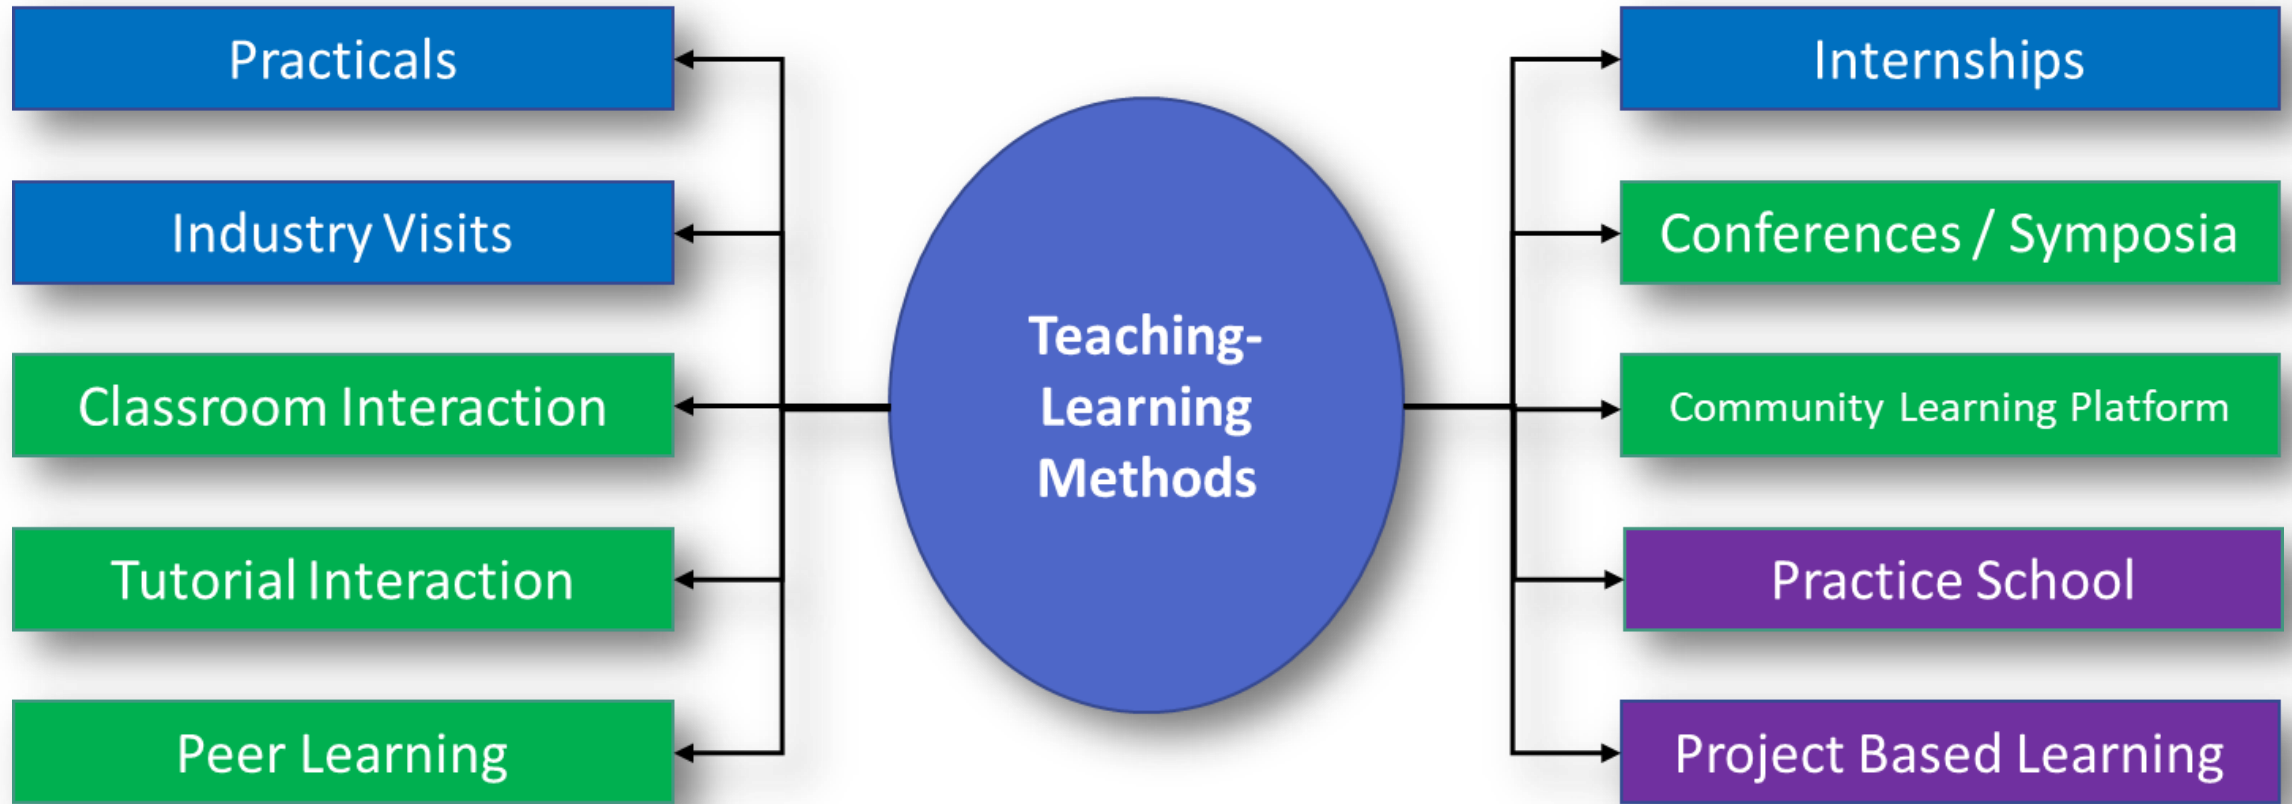 Practicals
Industry Visits
Classroom Interaction
Tutorial Interaction
Peer Learning
Teaching-
Learning
Methods
Internships
Conferences / Symposia
Community Learning Platform
Practice School
Project Based Learning